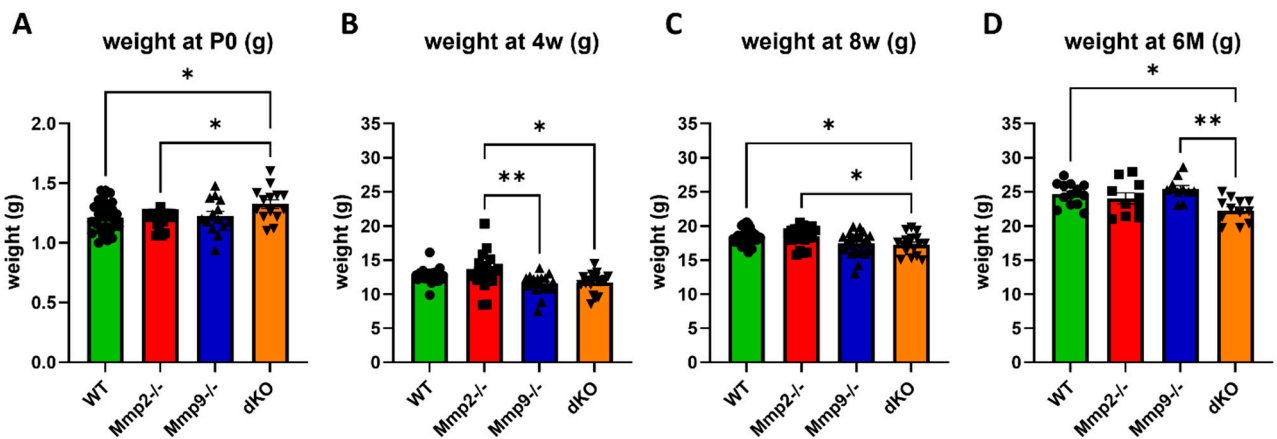 A
weight at P0 (g)
*
*
weight (g)
2.0
1.5
1.0
0.5
0.0
WT
Mmp2-/-
Mmp9-/-
dKO
B
weight at 4w (g)
*
**
weight (g)
35
30
25
20
15
10
5
0
WT
Mmp2-/-
Mmp9-/-
dKO
C
weight at 8w (g)
*
*
weight (g)
35
30
25
20
15
10
5
0
WT
Mmp2-/-
Mmp9-/-
dKO
D
weight at 6M (g)
*
**
weight (g)
35
30
25
20
15
10
5
0
WT
Mmp2-/-
Mmp9-/-
dKO